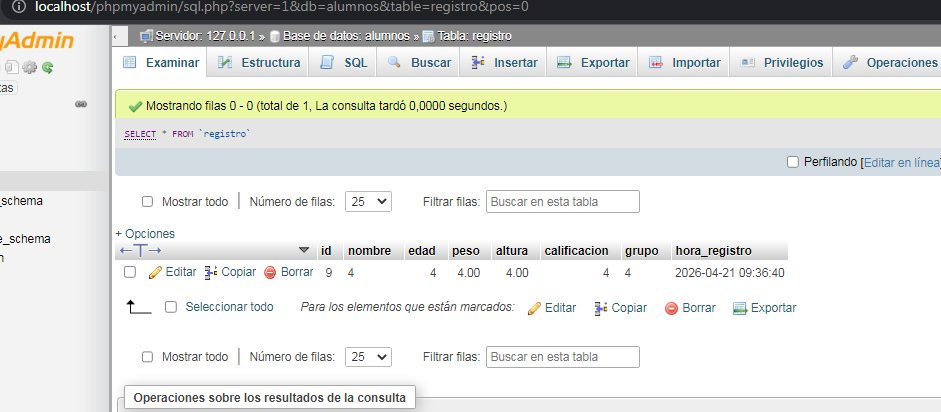 localhost/phpmyadmin/sql.php?server=1&db=alumnos&table=registro&pos=0
yAdmin
Servidor: 127.0.0.1 » Base de datos: alumnos » Tabla: registro
Examinar Estructura SQL Buscar Insertar Exportar Importar Privilegios Operaciones
tas
Mostrando filas 0 - 0 (total de 1, La consulta tardó 0,0000 segundos.)
SELECT * FROM `registro`
Perfilando [Editar en línea]
_schema
Mostrar todo Número de filas: 25 Filtrar filas: Buscar en esta tabla
e_schema
+ Opciones
←T→ id nombre edad peso altura calificacion grupo hora_registro
n
Editar Copiar Borrar 9 4 4 4.00 4.00 4 4 2026-04-21 09:36:40
Seleccionar todo Para los elementos que están marcados: Editar Copiar Borrar Exportar
Mostrar todo Número de filas: 25 Filtrar filas: Buscar en esta tabla
Operaciones sobre los resultados de la consulta